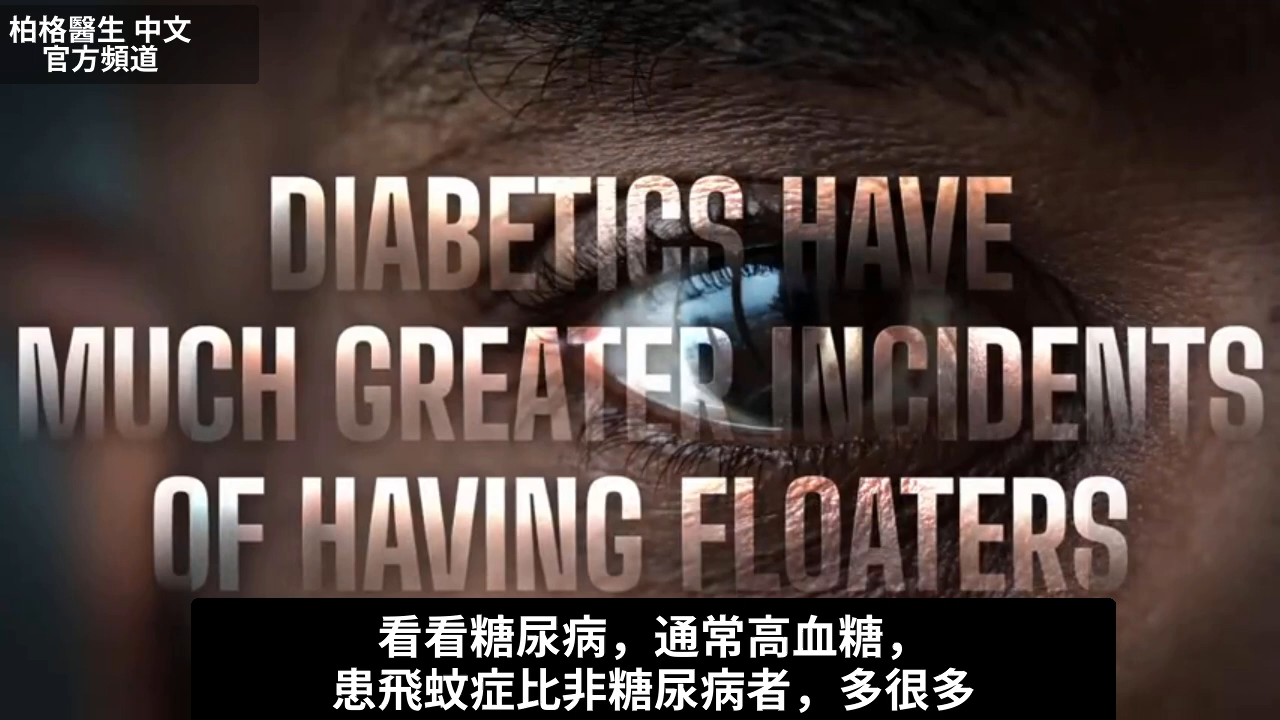 柏格醫生 中文
官方頻道
DIABETICS HAVE
MUCH GREATER INCIDENTS
OF HAVING FLOATERS
看看糖尿病，通常高血糖，
患飛蚊症比非糖尿病者，多很多